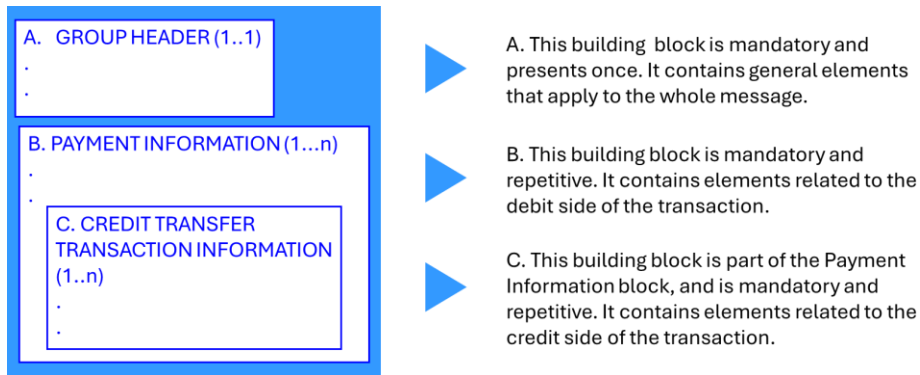 A. GROUP HEADER (1..1)
.
.
B. PAYMENT INFORMATION (1...n)
.
.
C. CREDIT TRANSFER
TRANSACTION INFORMATION
(1..n)
.
.
A. This building block is mandatory and
presents once. It contains general elements
that apply to the whole message.
B. This building block is mandatory and
repetitive. It contains elements related to the
debit side of the transaction.
C. This building block is part of the Payment
Information block, and is mandatory and
repetitive. It contains elements related to the
credit side of the transaction.